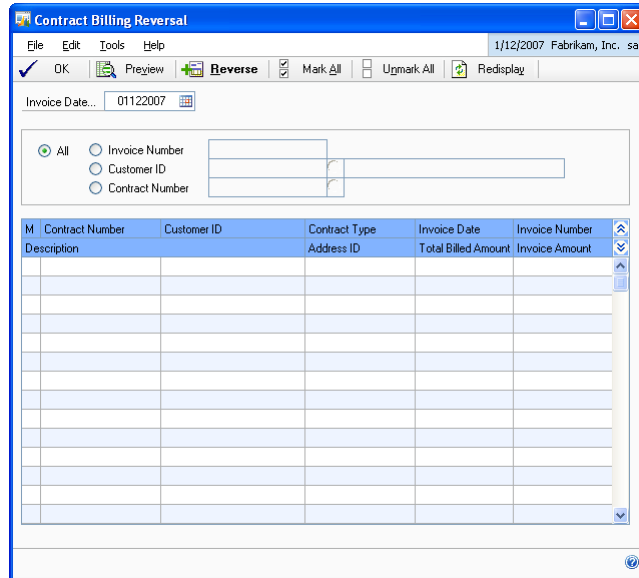 Contract Billing Reversal
File Edit Tools Help 1/12/2007 Fabrikam, Inc. sa
OK Preview Reverse Mark All Unmark All Redisplay
Invoice Date... 01122007
All Invoice Number
Customer ID
Contract Number
M Contract Number Customer ID Contract Type Invoice Date Invoice Number
Description Address ID Total Billed Amount Invoice Amount